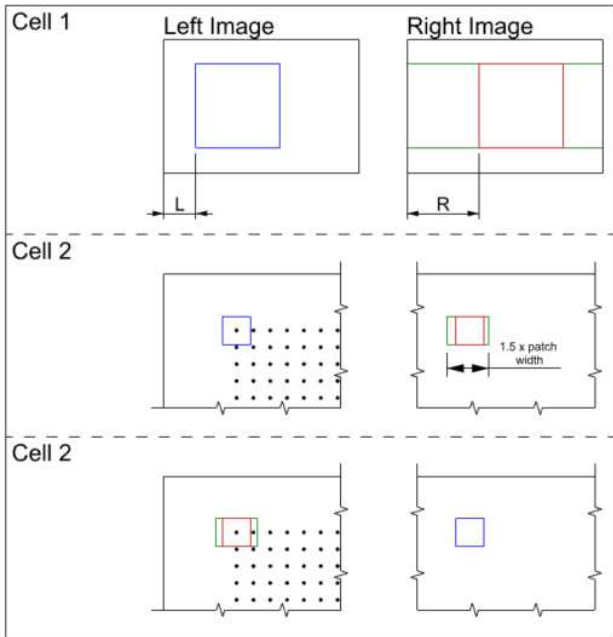 Cell 1
Left Image
Right Image
L
R
Cell 2
1.5 x patch
width
Cell 2